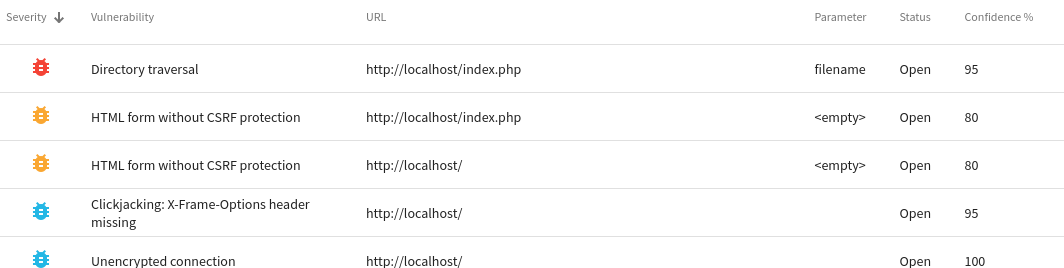 Severity Vulnerability URL Parameter Status Confidence %
Directory traversal http://localhost/index.php filename Open 95
HTML form without CSRF protection http://localhost/index.php <empty> Open 80
HTML form without CSRF protection http://localhost/ <empty> Open 80
Clickjacking: X-Frame-Options header
missing http://localhost/ Open 95
Unencrypted connection http://localhost/ Open 100